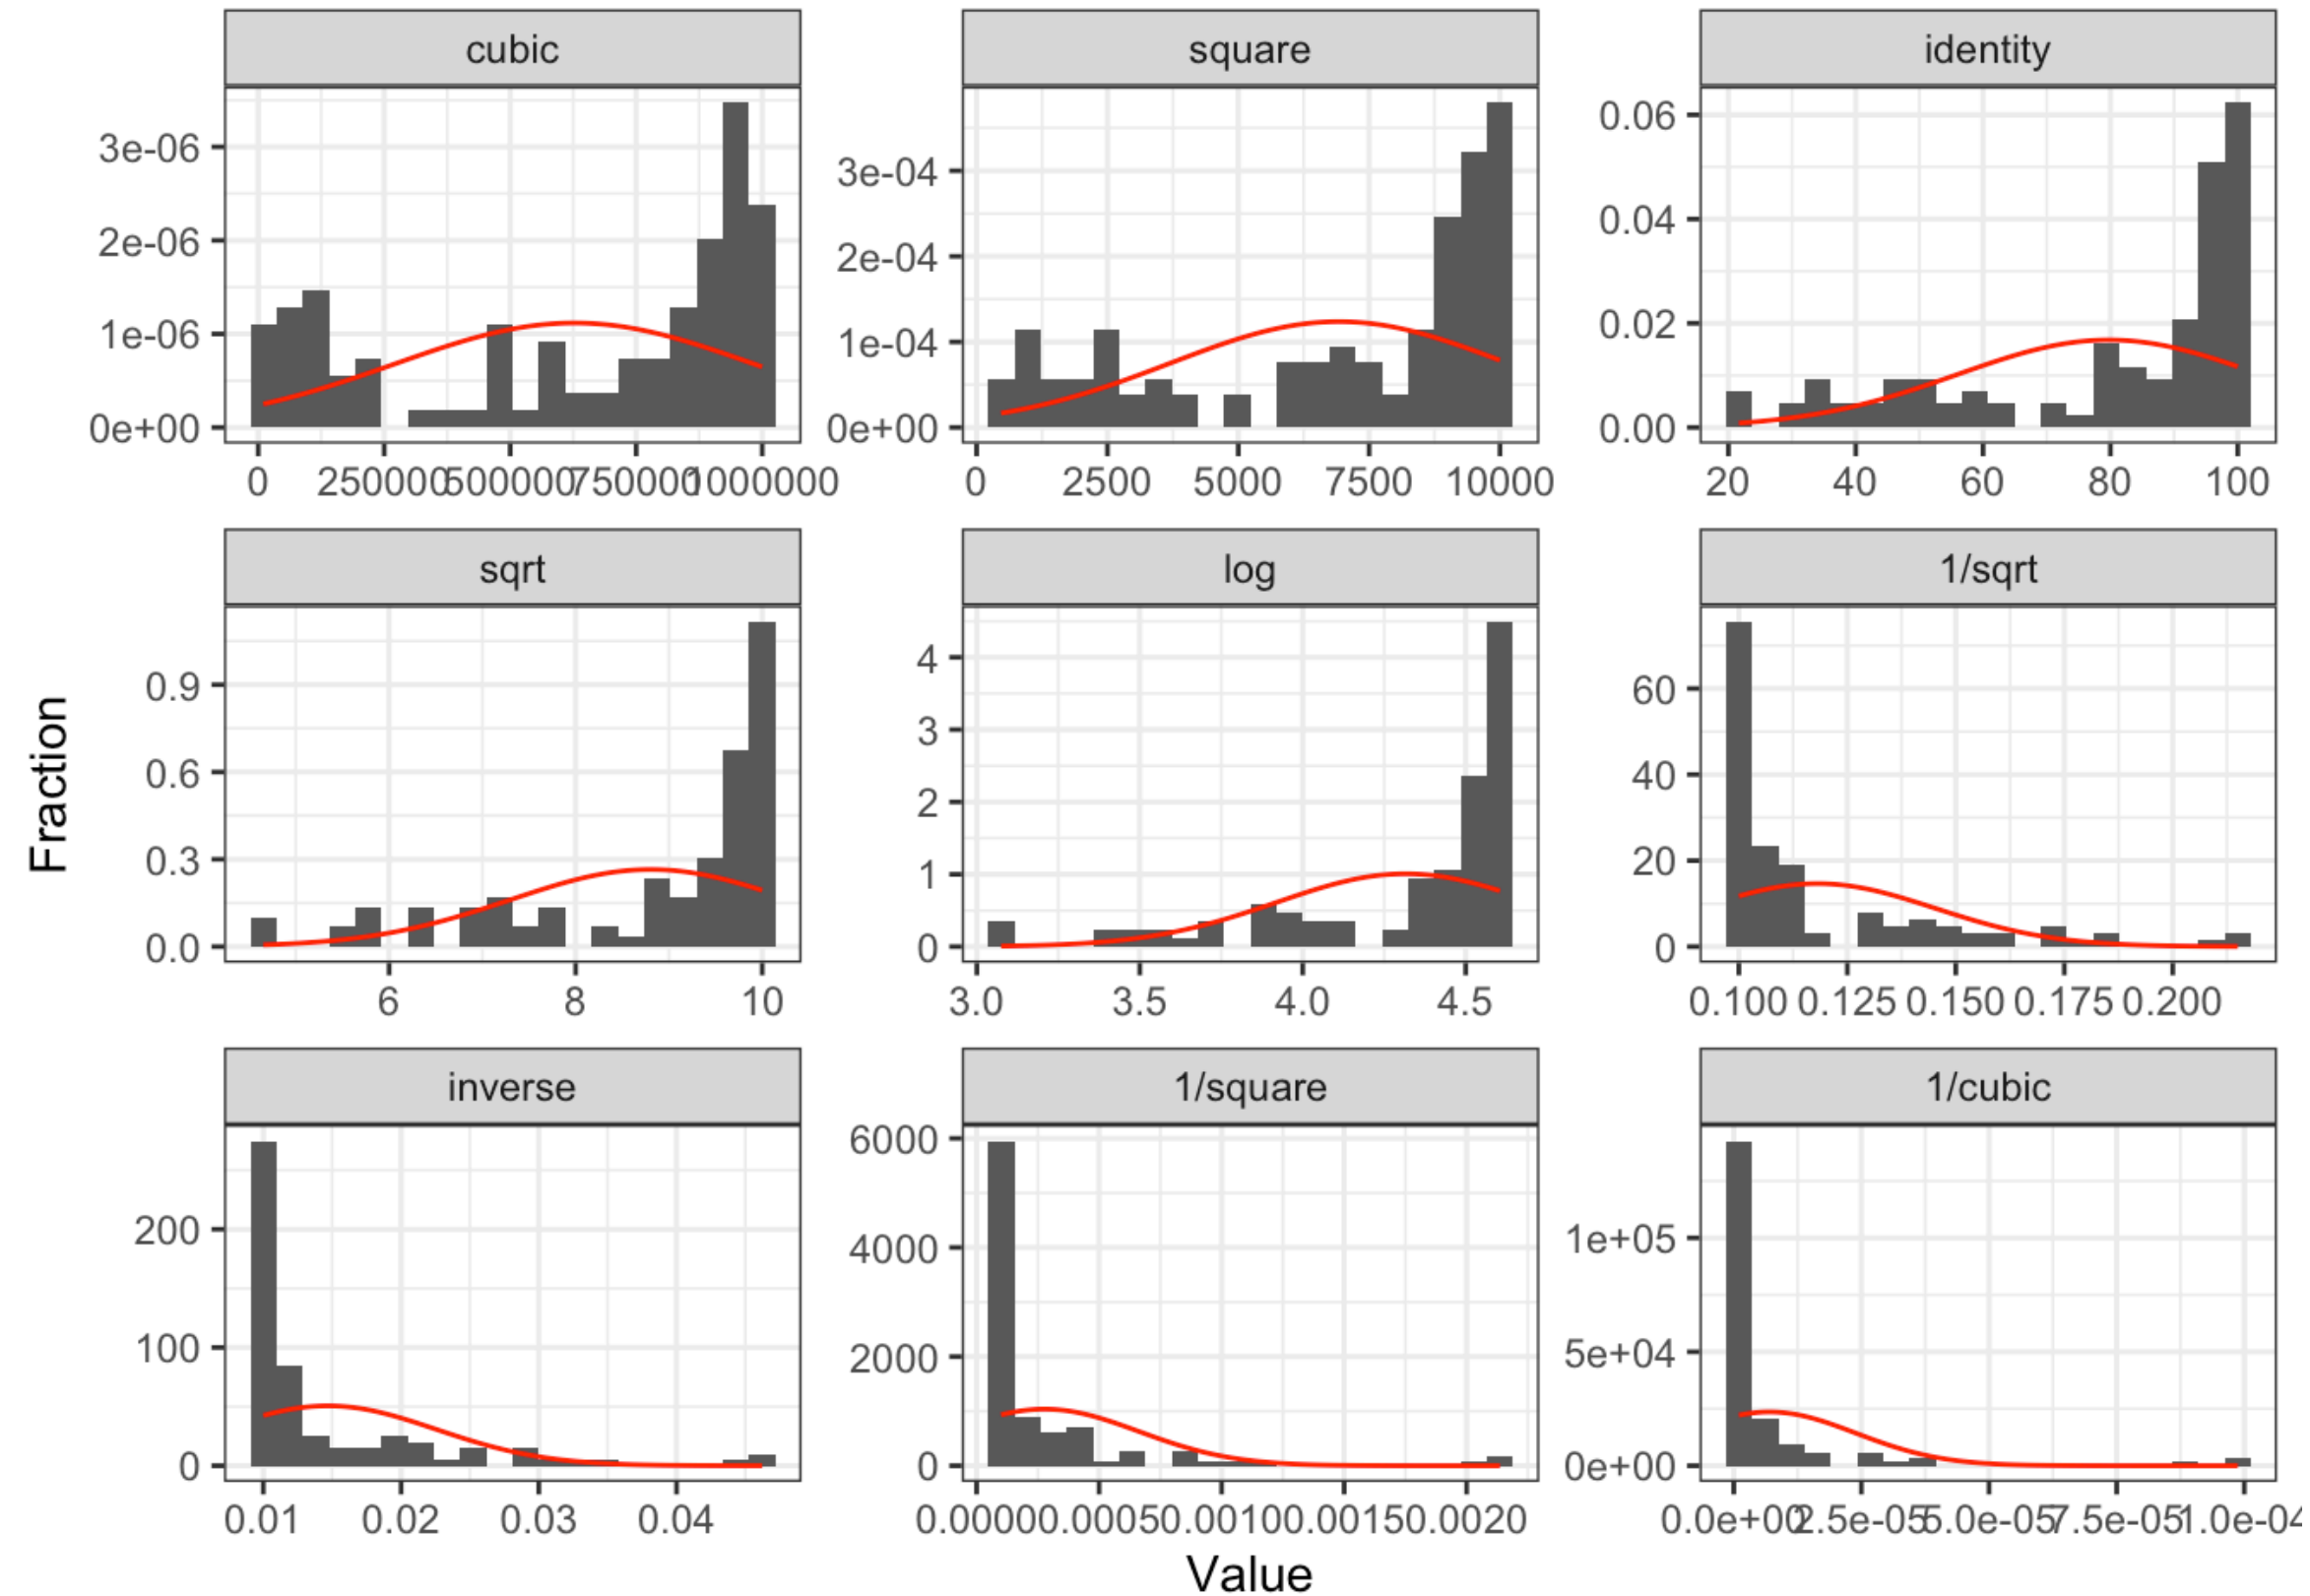 cubic square identity
3e-06
2e-06
1e-06
0e+00
0 250000 500000 750000 1000000
3e-04
2e-04
1e-04
0e+00
0 2500 5000 7500 10000
0.06
0.04
0.02
0.00
20 40 60 80 100
Fraction
sqrt log 1/sqrt
0.9
0.6
0.3
0.0
6 8 10
4
3
2
1
0
3.0 3.5 4.0 4.5
60
40
20
0
0.100 0.125 0.150 0.175 0.200
inverse 1/square 1/cubic
200
100
0
0.01 0.02 0.03 0.04
6000
4000
2000
0
0.0000 0.0005 0.0010 0.0015 0.0020
1e+05
5e+04
0e+00
0.0e+00 2.5e-05 5.0e-05 7.5e-05 1.0e-04
Value